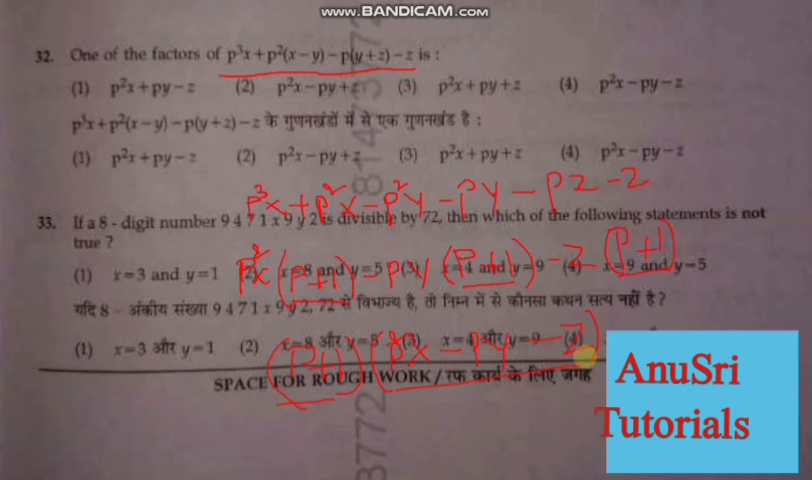 WWW.BANDICAM.COM
32. One of the factors of p³x+p²(x−y)−p(y+z)−z is :
(1) p²x+py−z (2) p²x−py+z (3) p²x+py+z (4) p²x−py−z
p³x+p²(x−y)−p(y+z)−z के गुणनखंडों में से एक गुणनखंड है :
(1) p²x+py−z (2) p²x−py+z (3) p²x+py+z (4) p²x−py−z
p³x+p²x−p²y−py−pz−z
33. If a 8 - digit number 9 4 7 1 x 9 y 2 is divisible by 72, then which of the following statements is not
true ?
(1) x=3 and y=1 (2) x=8 and y=5 (3) x=4 and y=9 (4) x=9 and y=5
p²x(p+1)−py(p+1)−z(p+1)
यदि 8 - अंकीय संख्या 9 4 7 1 x 9 y 2, 72 से विभाज्य है, तो निम्न में से कौनसा कथन सत्य नहीं है ?
(1) x=3 और y=1 (2) x=8 और y=5 (3) x=4 और y=9 (4)
(p+1)(p²x−py−z)
SPACE FOR ROUGH WORK / रफ कार्य के लिए जगह
AnuSri
Tutorials